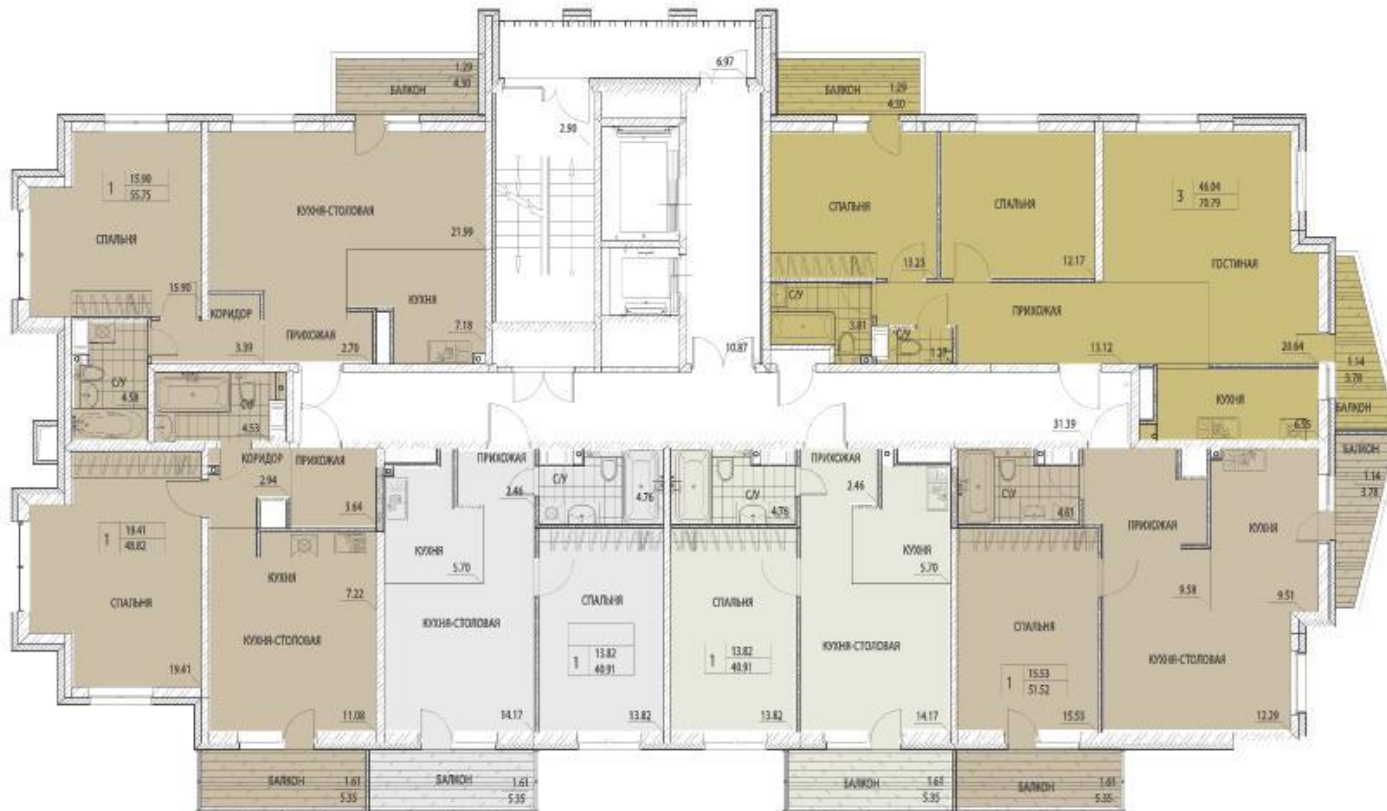 6.97
1.29
БАЛКОН
4.30
1.29
БАЛКОН
4.30
2.90
1
15.90
55.75
КУХНЯ-СТОЛОВАЯ
21.99
СПАЛЬНЯ
15.90
КУХНЯ
7.18
КОРИДОР
3.39
ПРИХОЖАЯ
2.70
С/У
4.58
С/У
4.53
10.87
31.39
СПАЛЬНЯ
13.23
СПАЛЬНЯ
12.17
3
46.04
70.79
ГОСТИНАЯ
20.64
С/У
3.81
С/У
1.27
ПРИХОЖАЯ
13.12
КУХНЯ
6.55
1.14
3.78
БАЛКОН
БАЛКОН
1.14
3.78
КОРИДОР
2.94
ПРИХОЖАЯ
3.64
1
19.41
48.82
СПАЛЬНЯ
19.41
КУХНЯ
7.22
КУХНЯ-СТОЛОВАЯ
11.08
ПРИХОЖАЯ
2.46
С/У
4.76
КУХНЯ
5.70
КУХНЯ-СТОЛОВАЯ
14.17
СПАЛЬНЯ
1
13.82
40.91
13.82
С/У
4.76
ПРИХОЖАЯ
2.46
КУХНЯ
5.70
СПАЛЬНЯ
1
13.82
40.91
13.82
КУХНЯ-СТОЛОВАЯ
14.17
С/У
4.61
ПРИХОЖАЯ
9.58
КУХНЯ
9.51
СПАЛЬНЯ
1
15.53
51.52
15.53
КУХНЯ-СТОЛОВАЯ
12.29
БАЛКОН
1.61
5.35
БАЛКОН
1.61
5.35
БАЛКОН
1.61
5.35
БАЛКОН
1.61
5.35